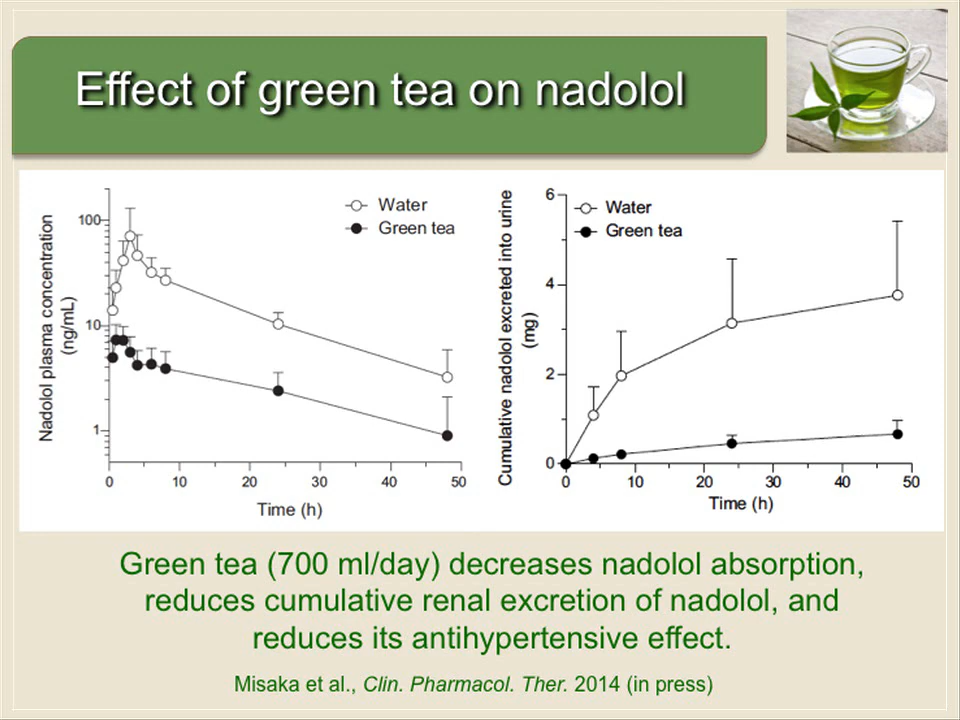 Effect of green tea on nadolol
Nadolol plasma concentration
(ng/mL)
100
10
1
Water
Green tea
0 10 20 30 40 50
Time (h)
Cumulative nadolol excreted into urine
(mg)
6
4
2
0
Water
Green tea
0 10 20 30 40 50
Time (h)
Green tea (700 ml/day) decreases nadolol absorption,
reduces cumulative renal excretion of nadolol, and
reduces its antihypertensive effect.
Misaka et al., Clin. Pharmacol. Ther. 2014 (in press)